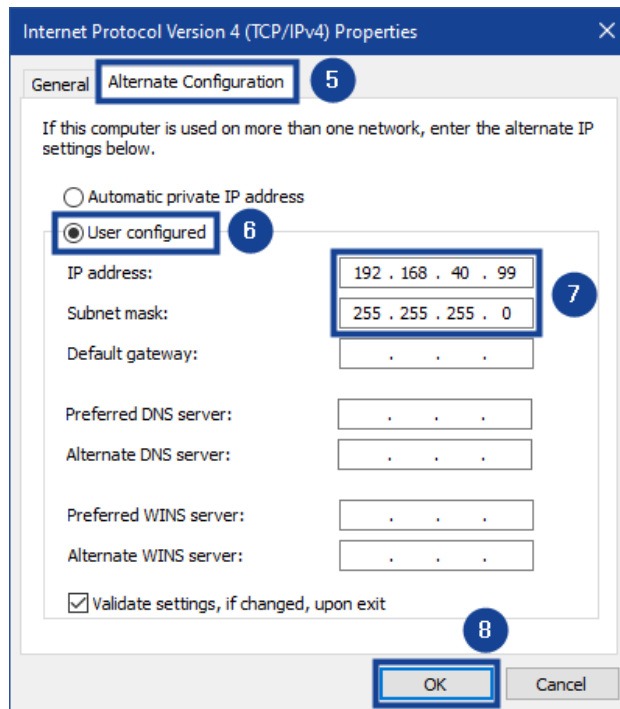 Internet Protocol Version 4 (TCP/IPv4) Properties
General Alternate Configuration 5
If this computer is used on more than one network, enter the alternate IP
settings below.
Automatic private IP address
User configured 6
IP address: 192 . 168 . 40 . 99
7
Subnet mask: 255 . 255 . 255 . 0
Default gateway: . . .
Preferred DNS server: . . .
Alternate DNS server: . . .
Preferred WINS server: . . .
Alternate WINS server: . . .
Validate settings, if changed, upon exit
8
OK Cancel